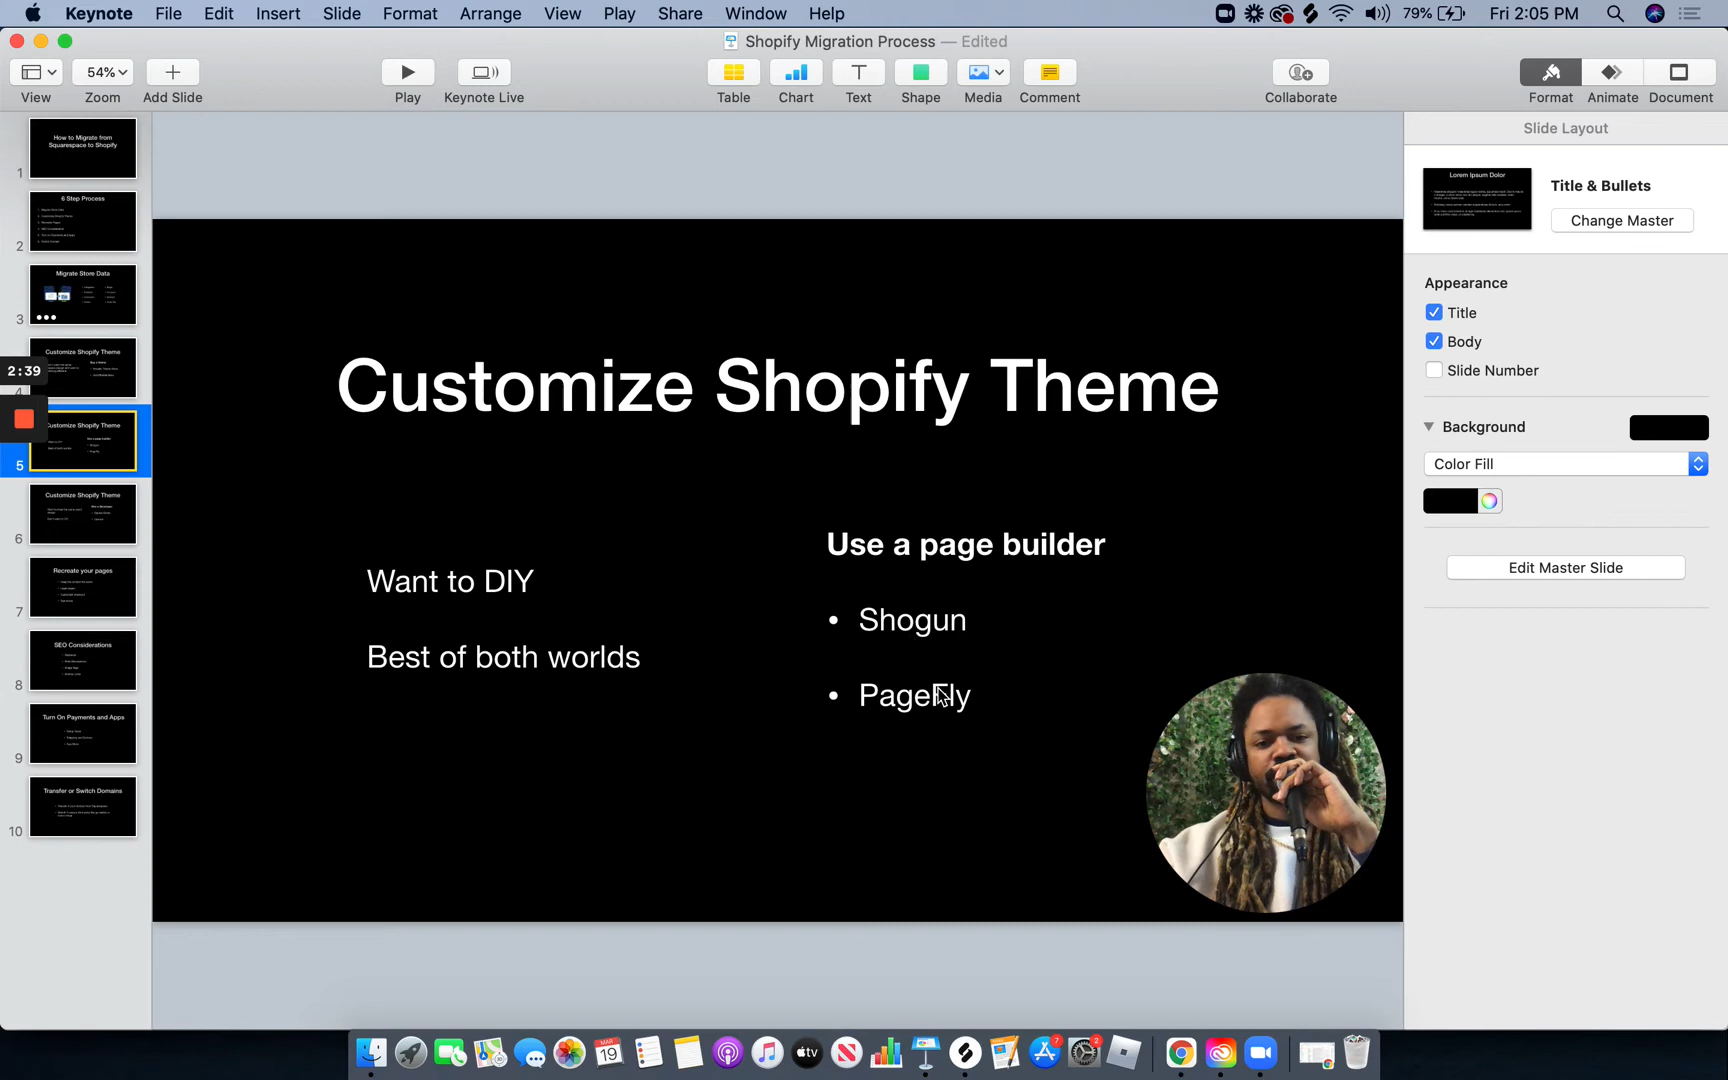 Keynote File Edit Insert Slide Format Arrange View Play Share Window Help
79% Fri 2:05 PM
Shopify Migration Process — Edited
54%
View Zoom Add Slide Play Keynote Live Table Chart Text Shape Media Comment Collaborate Format Animate Document
How to Migrate from
Squarespace to Shopify
1
6 Step Process
2
Migrate Store Data
3
Customize Shopify Theme
4
2:39
Customize Shopify Theme
5
Customize Shopify Theme
6
Recreate your pages
7
SEO Considerations
8
Turn On Payments and Apps
9
Transfer or Switch Domains
10
Customize Shopify Theme
Want to DIY
Best of both worlds
Use a page builder
• Shogun
• PageFly
Slide Layout
Lorem Ipsum Dolor
Title & Bullets
Change Master
Appearance
Title
Body
Slide Number
Background
Color Fill
Edit Master Slide
MAR
19
tv
7
2